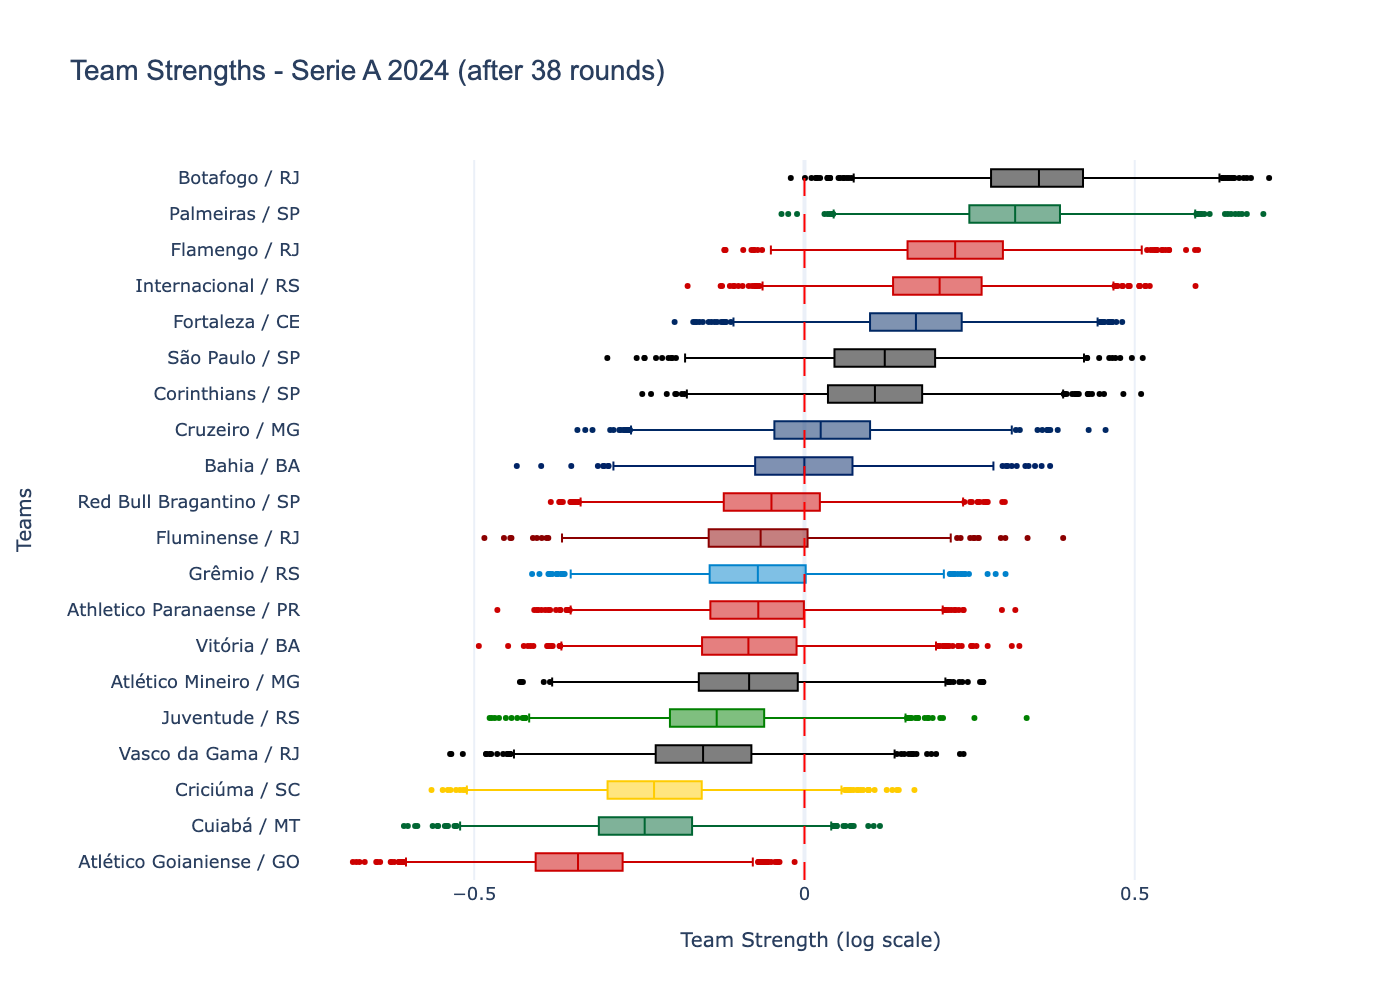 Team Strengths - Serie A 2024 (after 38 rounds)
Botafogo / RJ
Palmeiras / SP
Flamengo / RJ
Internacional / RS
Fortaleza / CE
São Paulo / SP
Corinthians / SP
Cruzeiro / MG
Bahia / BA
Red Bull Bragantino / SP
Fluminense / RJ
Grêmio / RS
Athletico Paranaense / PR
Vitória / BA
Atlético Mineiro / MG
Juventude / RS
Vasco da Gama / RJ
Criciúma / SC
Cuiabá / MT
Atlético Goianiense / GO
Teams
−0.5 0 0.5
Team Strength (log scale)